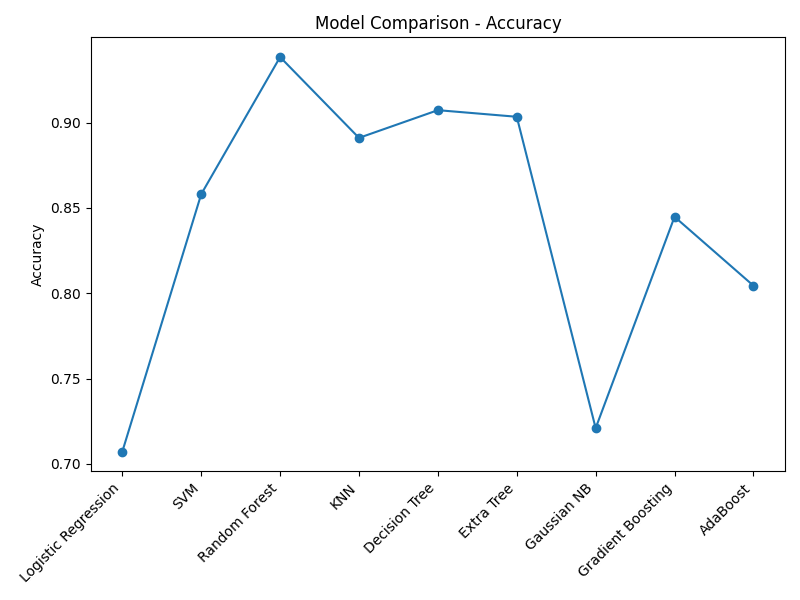 Model Comparison - Accuracy
Accuracy
0.90
0.85
0.80
0.75
0.70
Logistic Regression
SVM
Random Forest
KNN
Decision Tree
Extra Tree
Gaussian NB
Gradient Boosting
AdaBoost